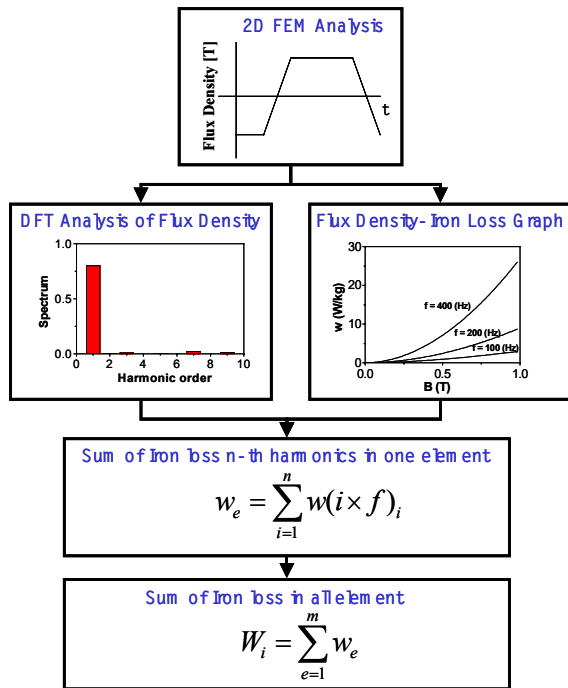 2D FEM Analysis
Flux Density [T]
t
DFT Analysis of Flux Density
1.0
0.5
0.0
Spectrum
0 2 4 6 8 10
Harmonic order
Flux Density-Iron Loss Graph
30
20
10
0
w (W/kg)
f = 400 (Hz)
f = 200 (Hz)
f = 100 (Hz)
0.0 0.5 1.0
B (T)
Sum of Iron loss n-th harmonics in one element
w_e = \sum_{i=1}^{n} w(i × f)_i
Sum of Iron loss in all element
W_i = \sum_{e=1}^{m} w_e